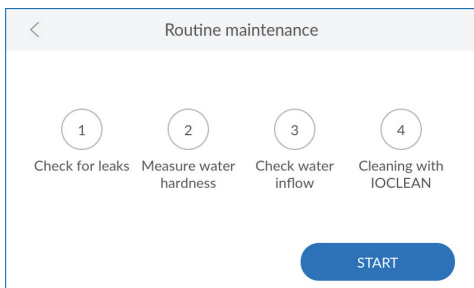 Routine maintenance
1
2
3
4
Check for leaks
Measure water
hardness
Check water
inflow
Cleaning with
IOCLEAN
START